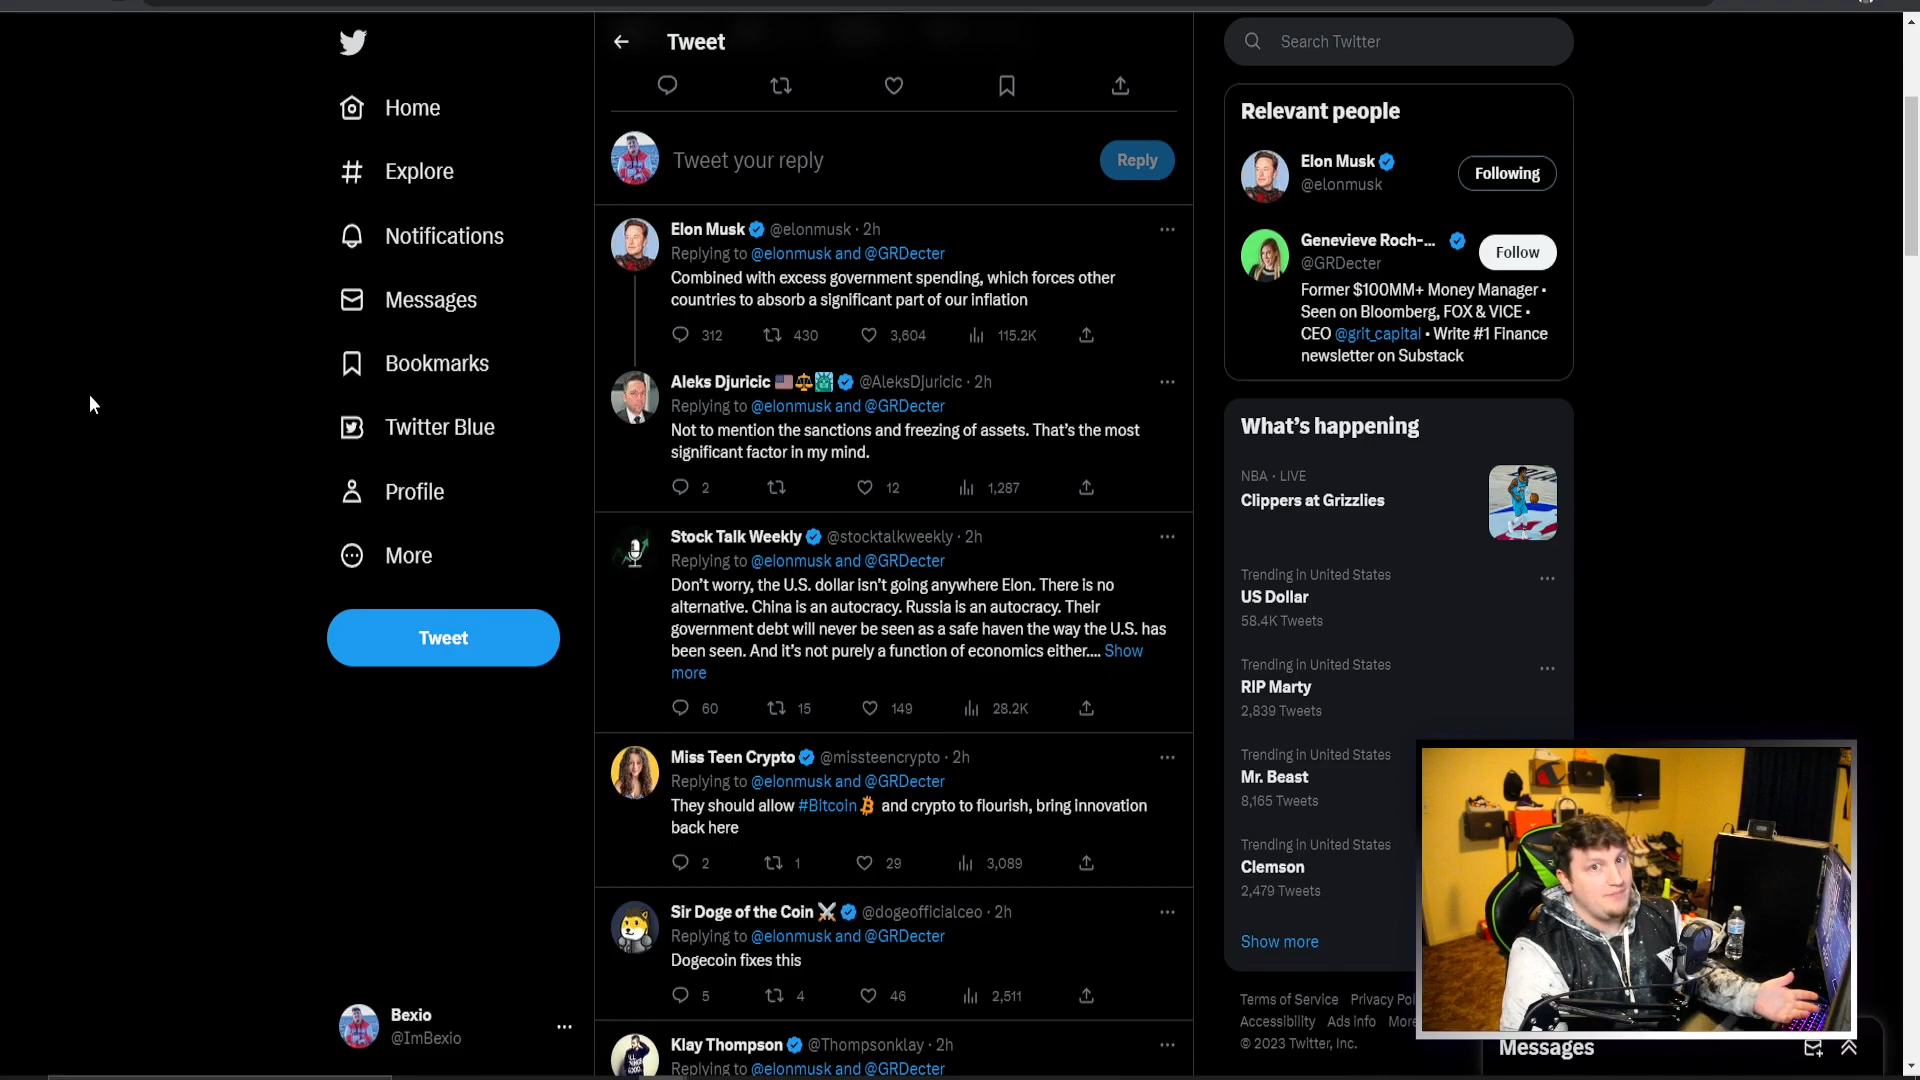 Home
Explore
Notifications
Messages
Bookmarks
Twitter Blue
Profile
More
Tweet
Bexio
@ImBexio
Tweet
Tweet your reply
Reply
Elon Musk @elonmusk · 2h
Replying to @elonmusk and @GRDecter
Combined with excess government spending, which forces other
countries to absorb a significant part of our inflation
312 430 3,604 115.2K
Aleks Djuricic @AleksDjuricic · 2h
Replying to @elonmusk and @GRDecter
Not to mention the sanctions and freezing of assets. That's the most
significant factor in my mind.
2 12 1,287
Stock Talk Weekly @stocktalkweekly · 2h
Replying to @elonmusk and @GRDecter
Don't worry, the U.S. dollar isn't going anywhere Elon. There is no
alternative. China is an autocracy. Russia is an autocracy. Their
government debt will never be seen as a safe haven the way the U.S. has
been seen. And it's not purely a function of economics either.... Show
more
60 15 149 28.2K
Miss Teen Crypto @missteencrypto · 2h
Replying to @elonmusk and @GRDecter
They should allow #Bitcoin and crypto to flourish, bring innovation
back here
2 1 29 3,089
Sir Doge of the Coin @dogeofficialceo · 2h
Replying to @elonmusk and @GRDecter
Dogecoin fixes this
5 4 46 2,511
Klay Thompson @Thompsonklay · 2h
Replying to @elonmusk and @GRDecter
Search Twitter
Relevant people
Elon Musk
@elonmusk
Following
Genevieve Roch-...
@GRDecter
Follow
Former $100MM+ Money Manager •
Seen on Bloomberg, FOX & VICE •
CEO @grit_capital • Write #1 Finance
newsletter on Substack
What's happening
NBA · LIVE
Clippers at Grizzlies
Trending in United States
US Dollar
58.4K Tweets
Trending in United States
RIP Marty
2,839 Tweets
Trending in United States
Mr. Beast
8,165 Tweets
Trending in United States
Clemson
2,479 Tweets
Show more
Terms of Service Privacy Pol
Accessibility Ads info More
© 2023 Twitter, Inc.
Messages